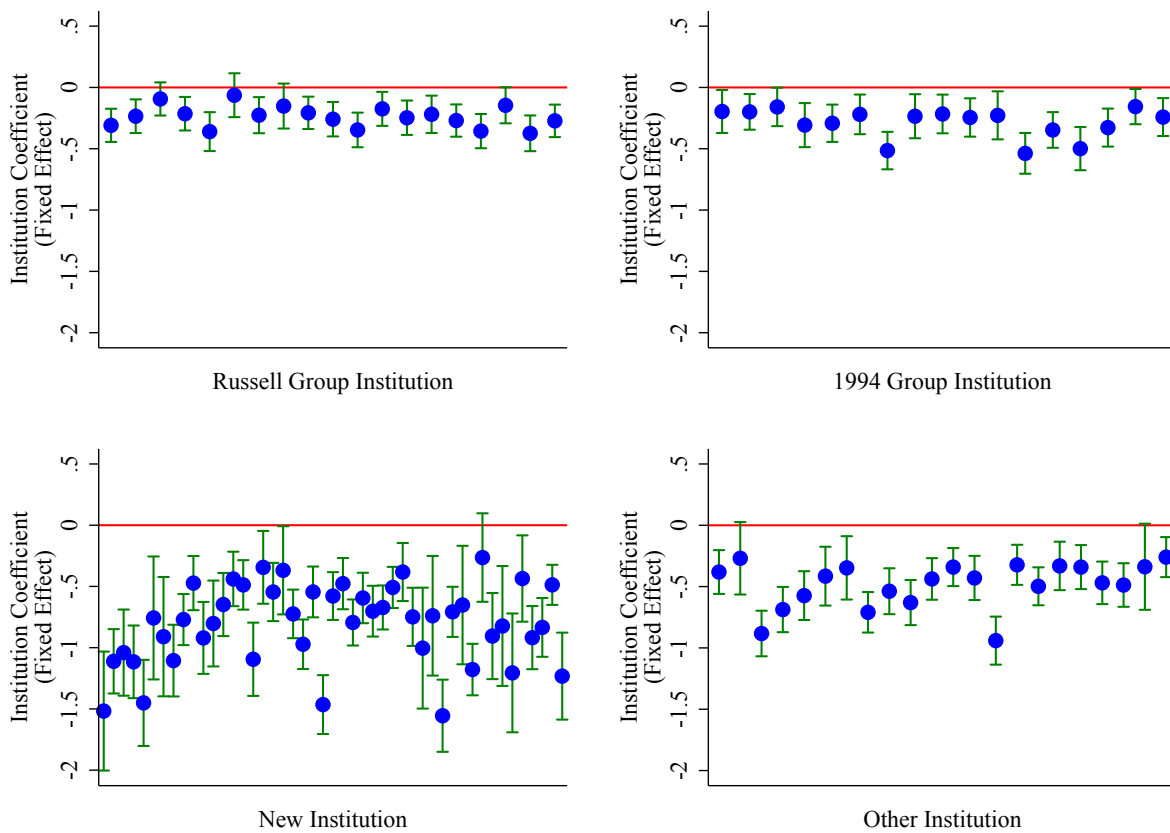 .5
0
-.5
-1
-1.5
-2
Institution Coefficient
(Fixed Effect)
Russell Group Institution
.5
0
-.5
-1
-1.5
-2
Institution Coefficient
(Fixed Effect)
1994 Group Institution
.5
0
-.5
-1
-1.5
-2
Institution Coefficient
(Fixed Effect)
New Institution
.5
0
-.5
-1
-1.5
-2
Institution Coefficient
(Fixed Effect)
Other Institution